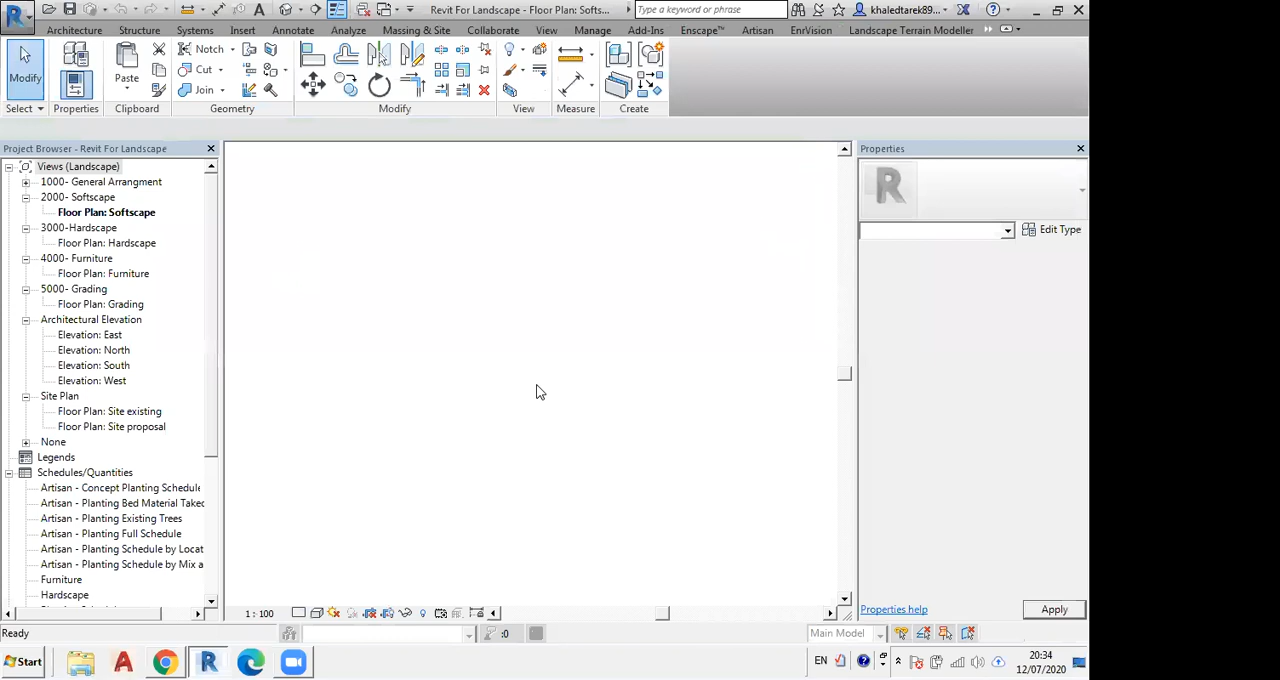 Revit For Landscape - Floor Plan: Softs...
Type a keyword or phrase
khaledtarek89...
Architecture Structure Systems Insert Annotate Analyze Massing & Site Collaborate View Manage Add-Ins Enscape™ Artisan EnVision Landscape Terrain Modeller
Modify
Paste
Notch
Cut
Join
Select Properties Clipboard Geometry Modify View Measure Create
Project Browser - Revit For Landscape
Views (Landscape)
1000- General Arrangment
2000- Softscape
Floor Plan: Softscape
3000-Hardscape
Floor Plan: Hardscape
4000- Furniture
Floor Plan: Furniture
5000- Grading
Floor Plan: Grading
Architectural Elevation
Elevation: East
Elevation: North
Elevation: South
Elevation: West
Site Plan
Floor Plan: Site existing
Floor Plan: Site proposal
None
Legends
Schedules/Quantities
Artisan - Concept Planting Schedule
Artisan - Planting Bed Material Takeo
Artisan - Planting Existing Trees
Artisan - Planting Full Schedule
Artisan - Planting Schedule by Locat
Artisan - Planting Schedule by Mix a
Furniture
Hardscape
Properties
Edit Type
Properties help
Apply
1 : 100
Ready
:0
Main Model
Start
EN
20:34
12/07/2020